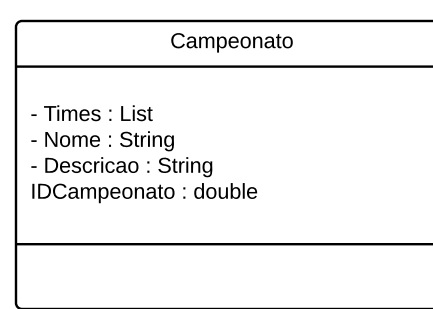 Campeonato
- Times : List
- Nome : String
- Descricao : String
IDCampeonato : double